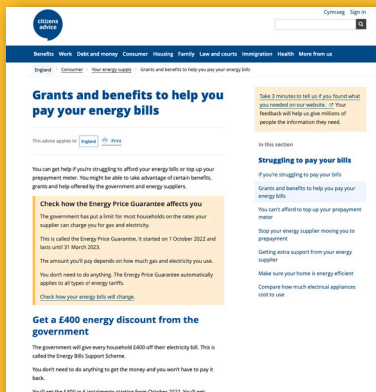 Cymraeg Sign in
citizens
advice
Benefits Work Debt and money Consumer Housing Family Law and courts Immigration Health More from us
England Consumer Your energy supply Grants and benefits to help you pay your energy bills
Grants and benefits to help you
pay your energy bills
This advice applies to England Print
You can get help if you're struggling to afford your energy bills or top up your
prepayment meter. You might be able to take advantage of certain benefits,
grants and help offered by the government and energy suppliers.
Check how the Energy Price Guarantee affects you
The government has put a limit for most households on the rates your
supplier can charge you for gas and electricity.
This is called the Energy Price Guarantee. It started on 1 October 2022 and
lasts until 31 March 2023.
The amount you'll pay depends on how much gas and electricity you use.
You don't need to do anything. The Energy Price Guarantee automatically
applies to all types of energy tariffs.
Check how your energy bills will change.
Get a £400 energy discount from the
government
The government will give every household £400 off their electricity bill. This is
called the Energy Bills Support Scheme.
You don't need to do anything to get the money and you won't have to pay it
back.
Take 3 minutes to tell us if you found what
you needed on our website. Your
feedback will help us give millions of
people the information they need.
In this section
Struggling to pay your bills
If you're struggling to pay your bills
Grants and benefits to help you pay your
energy bills
You can't afford to top up your prepayment
meter
Stop your energy supplier moving you to
prepayment
Getting extra support from your energy
supplier
Make sure your home is energy efficient
Compare how much electrical appliances
cost to use